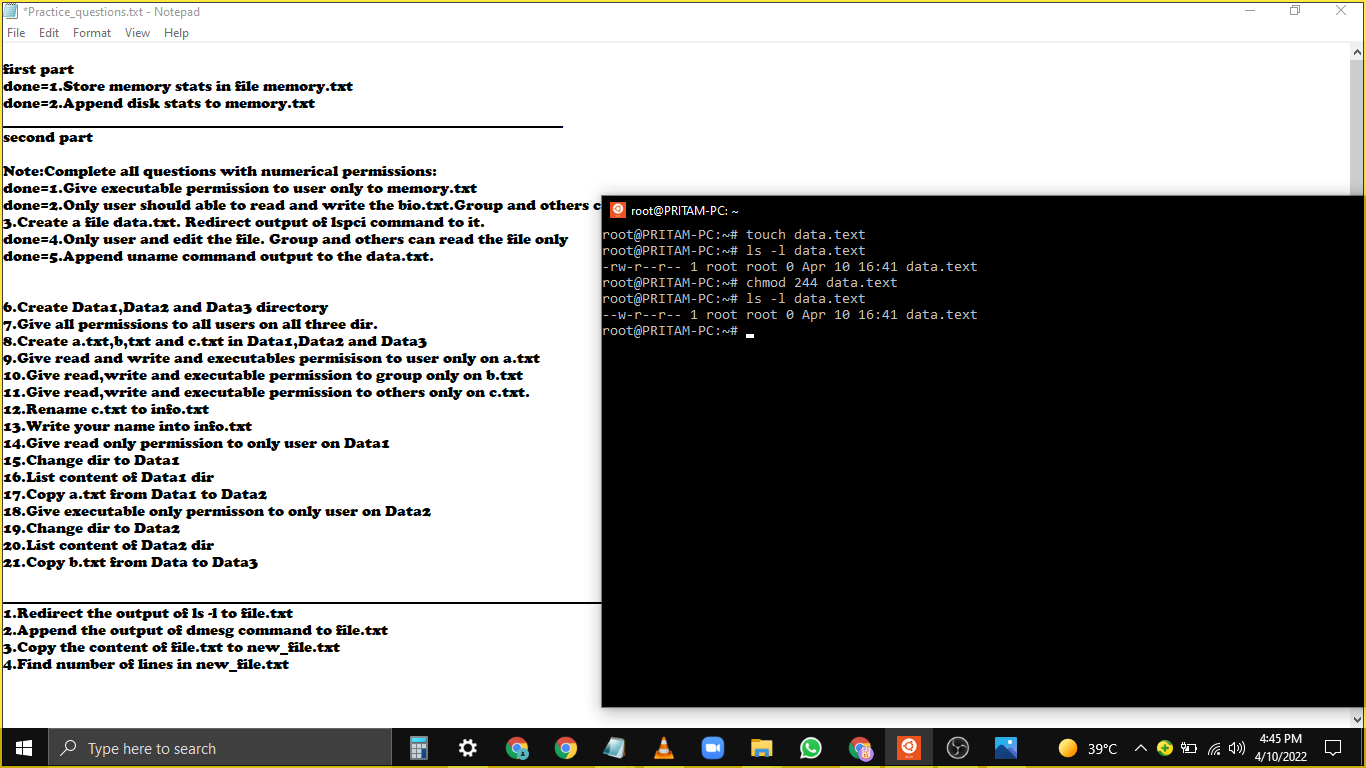 *Practice_questions.txt - Notepad
File Edit Format View Help
first part
done=1.Store memory stats in file memory.txt
done=2.Append disk stats to memory.txt
second part
Note:Complete all questions with numerical permissions:
done=1.Give executable permission to user only to memory.txt
done=2.Only user should able to read and write the bio.txt.Group and others c
3.Create a file data.txt. Redirect output of lspci command to it.
done=4.Only user and edit the file. Group and others can read the file only
done=5.Append uname command output to the data.txt.
6.Create Data1,Data2 and Data3 directory
7.Give all permissions to all users on all three dir.
8.Create a.txt,b,txt and c.txt in Data1,Data2 and Data3
9.Give read and write and executables permisison to user only on a.txt
10.Give read,write and executable permission to group only on b.txt
11.Give read,write and executable permission to others only on c.txt.
12.Rename c.txt to info.txt
13.Write your name into info.txt
14.Give read only permission to only user on Data1
15.Change dir to Data1
16.List content of Data1 dir
17.Copy a.txt from Data1 to Data2
18.Give executable only permisson to only user on Data2
19.Change dir to Data2
20.List content of Data2 dir
21.Copy b.txt from Data to Data3
1.Redirect the output of ls -l to file.txt
2.Append the output of dmesg command to file.txt
3.Copy the content of file.txt to new_file.txt
4.Find number of lines in new_file.txt
root@PRITAM-PC: ~
root@PRITAM-PC:~# touch data.text
root@PRITAM-PC:~# ls -l data.text
-rw-r--r-- 1 root root 0 Apr 10 16:41 data.text
root@PRITAM-PC:~# chmod 244 data.text
root@PRITAM-PC:~# ls -l data.text
--w-r--r-- 1 root root 0 Apr 10 16:41 data.text
root@PRITAM-PC:~#
Type here to search
39°C
4:45 PM
4/10/2022